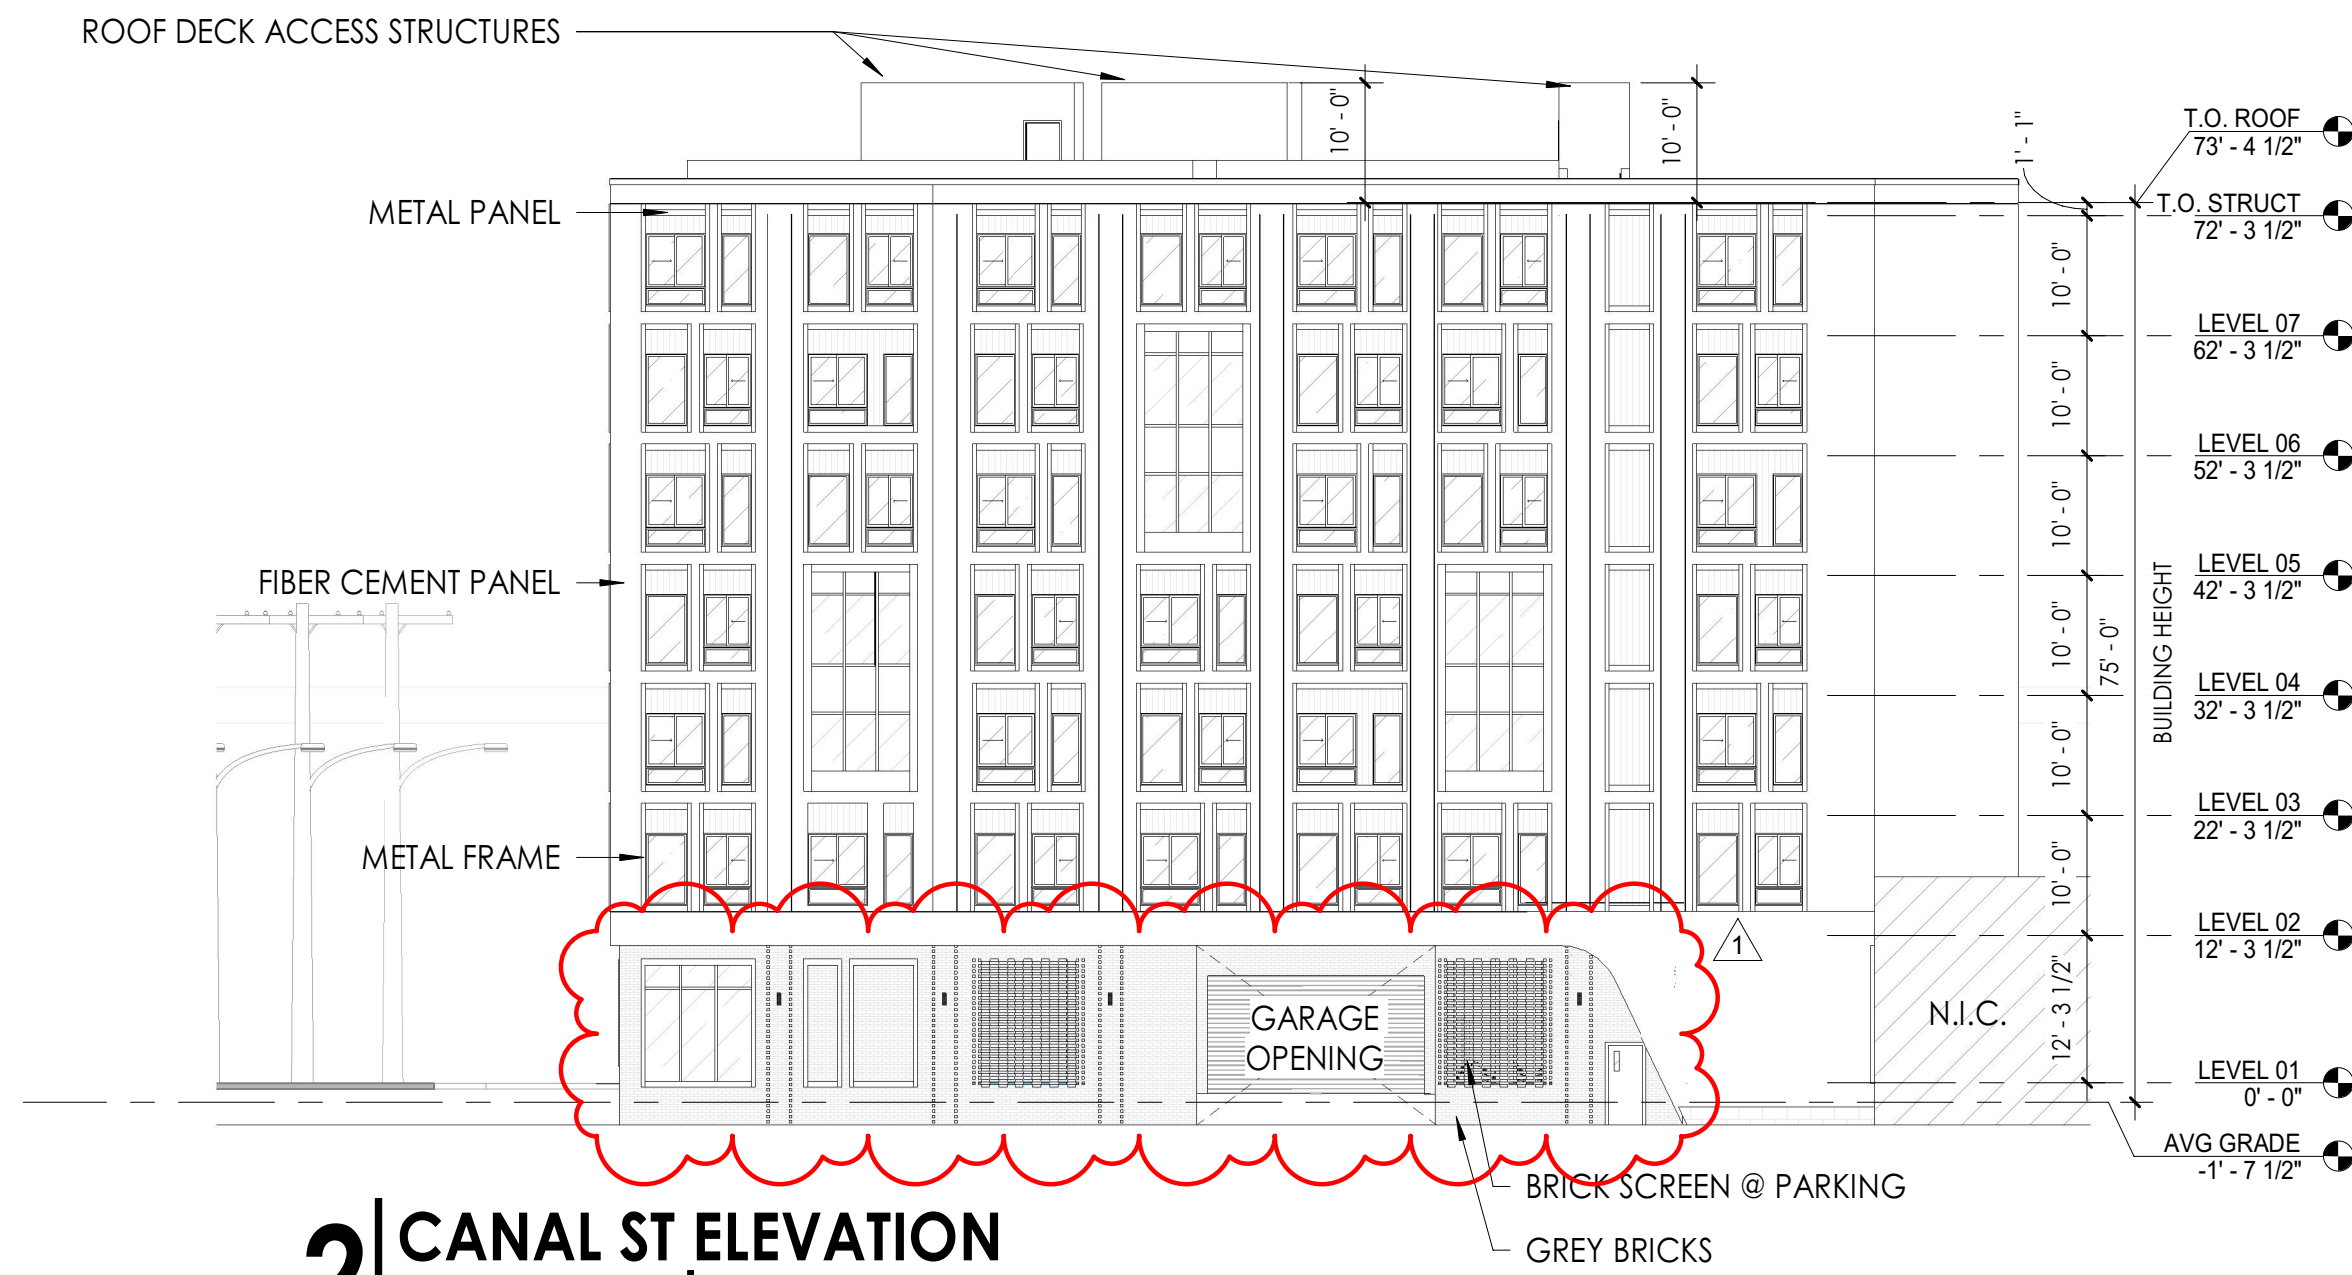 ROOF DECK ACCESS STRUCTURES
10' - 0"
10' - 0"
1' - 1"
T.O. ROOF
73' - 4 1/2"
METAL PANEL
T.O. STRUCT
72' - 3 1/2"
10' - 0"
LEVEL 07
62' - 3 1/2"
10' - 0"
LEVEL 06
52' - 3 1/2"
10' - 0"
FIBER CEMENT PANEL
LEVEL 05
42' - 3 1/2"
10' - 0"
75' - 0"
BUILDING HEIGHT
LEVEL 04
32' - 3 1/2"
10' - 0"
METAL FRAME
LEVEL 03
22' - 3 1/2"
10' - 0"
1
LEVEL 02
12' - 3 1/2"
12' - 3 1/2"
N.I.C.
GARAGE
OPENING
LEVEL 01
0' - 0"
AVG GRADE
-1' - 7 1/2"
BRICK SCREEN @ PARKING
GREY BRICKS
2 CANAL ST ELEVATION